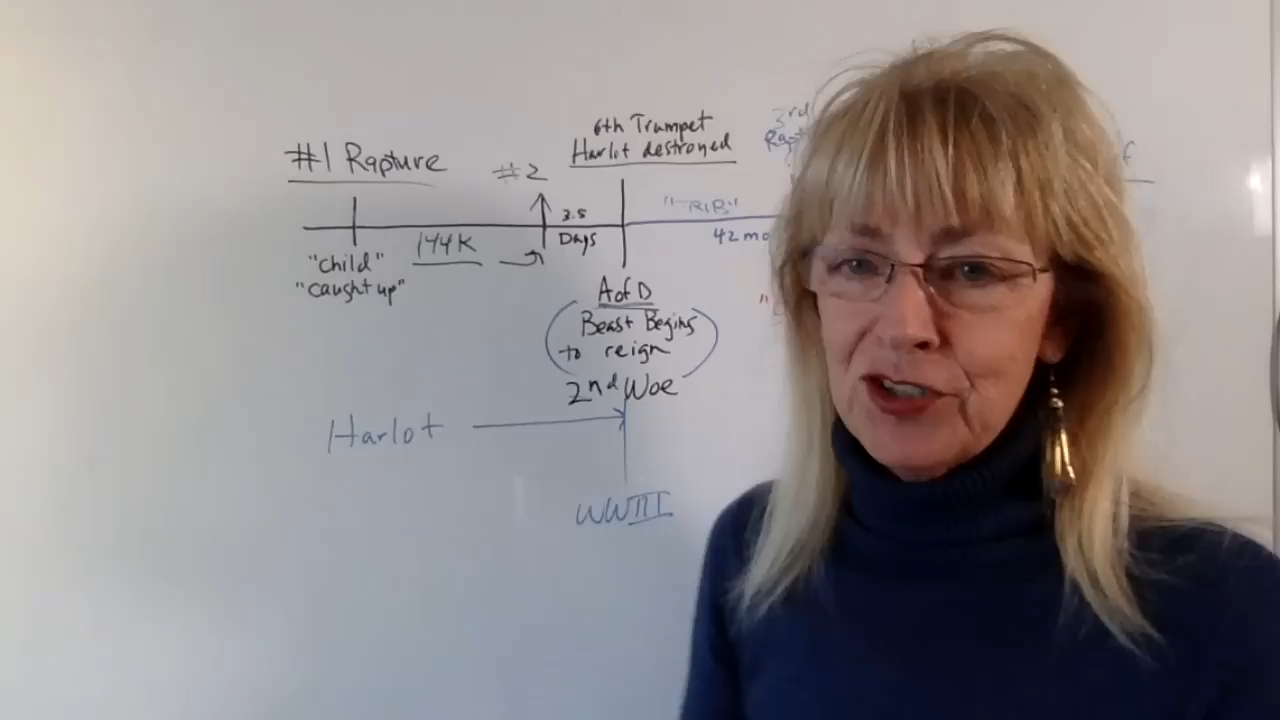 #1 Rapture
#2
6th Trumpet
Harlot destroyed
3rd
3.5
Days
"child"
"caught up"
144K
42 mo
A of D
Beast Begins
to reign
2nd Woe
Harlot
WWIII